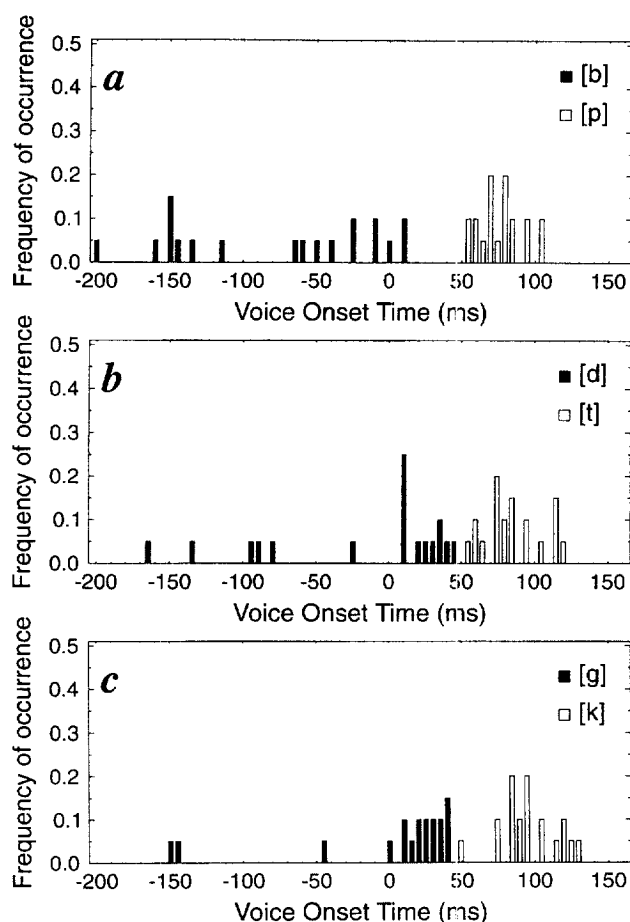 0.5
a
[b]
0.4
[p]
0.3
0.2
0.1
0.0
Frequency of occurrence
-200 -150 -100 -50 0 50 100 150
Voice Onset Time (ms)
0.5
b
[d]
0.4
[t]
0.3
0.2
0.1
0.0
Frequency of occurrence
-200 -150 -100 -50 0 50 100 150
Voice Onset Time (ms)
0.5
c
[g]
0.4
[k]
0.3
0.2
0.1
0.0
Frequency of occurrence
-200 -150 -100 -50 0 50 100 150
Voice Onset Time (ms)